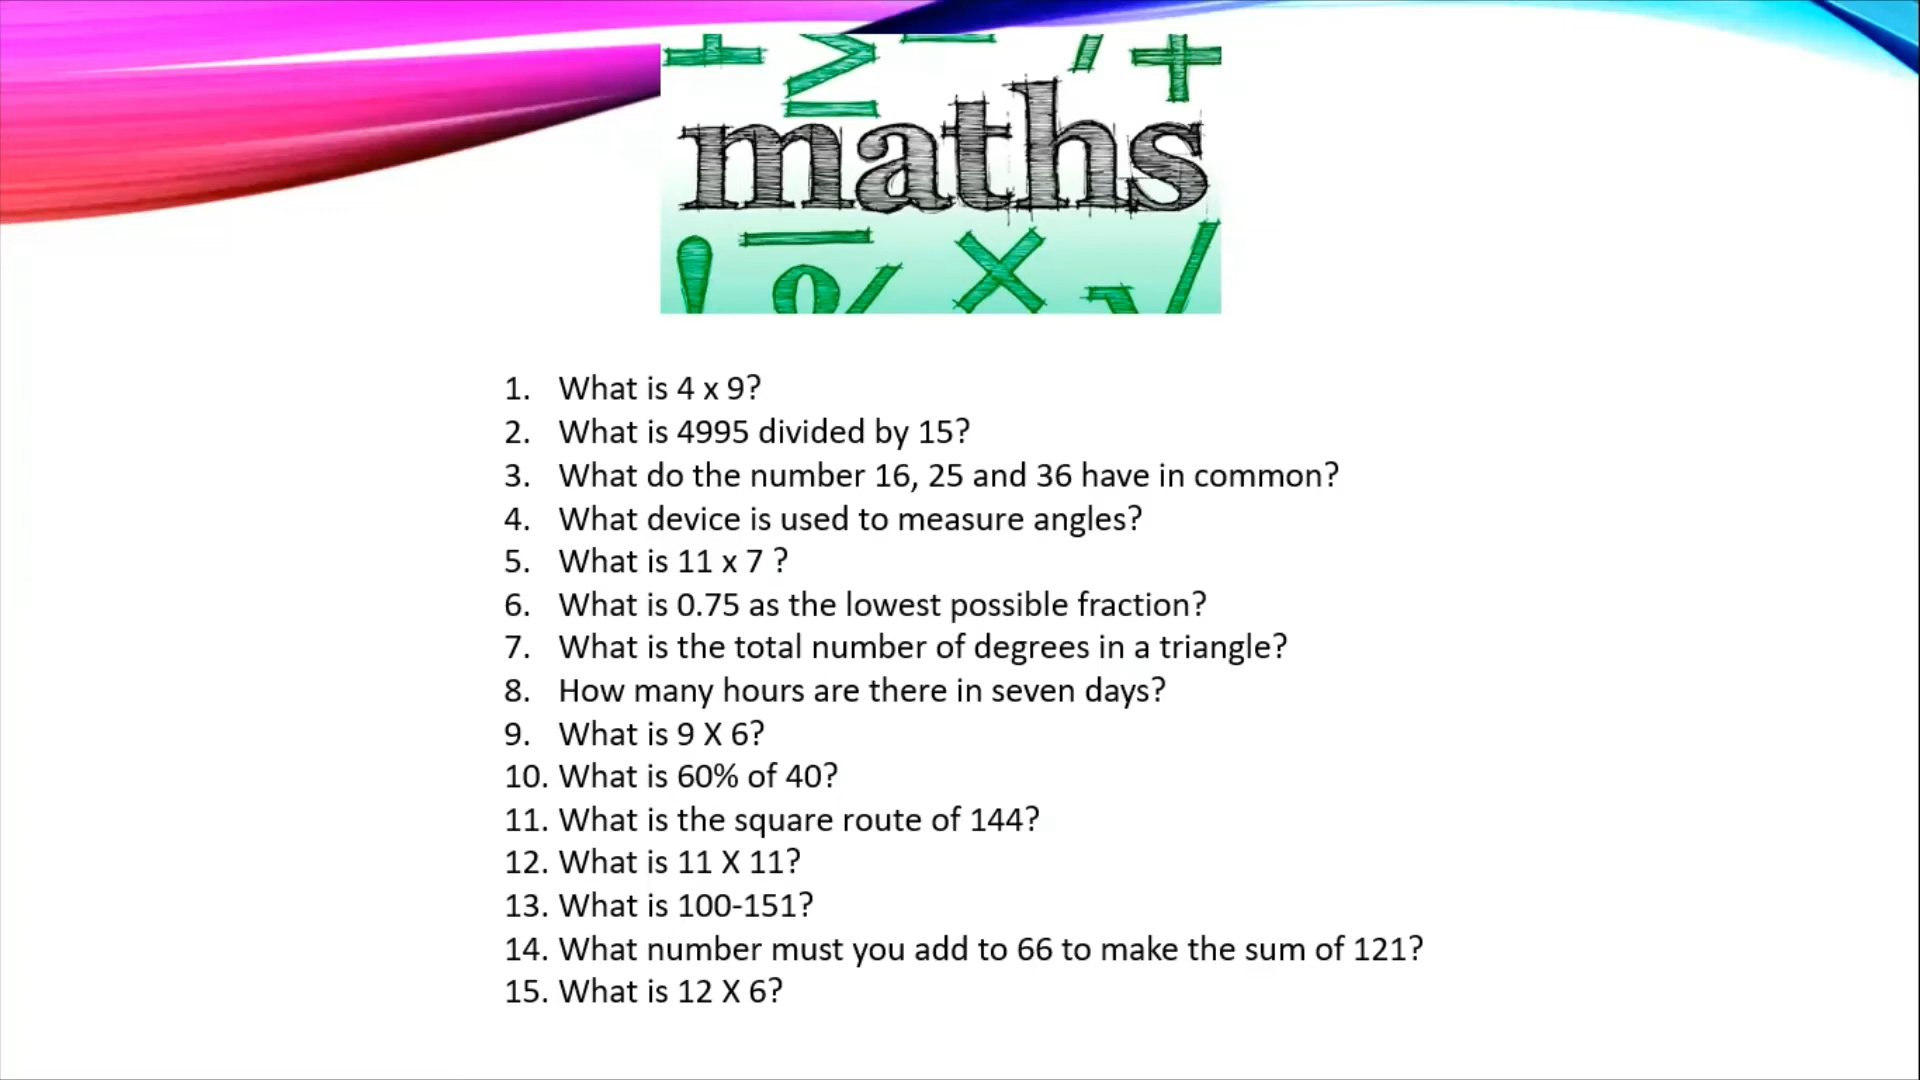 maths
1. What is 4 x 9?
2. What is 4995 divided by 15?
3. What do the number 16, 25 and 36 have in common?
4. What device is used to measure angles?
5. What is 11 x 7 ?
6. What is 0.75 as the lowest possible fraction?
7. What is the total number of degrees in a triangle?
8. How many hours are there in seven days?
9. What is 9 X 6?
10. What is 60% of 40?
11. What is the square route of 144?
12. What is 11 X 11?
13. What is 100-151?
14. What number must you add to 66 to make the sum of 121?
15. What is 12 X 6?